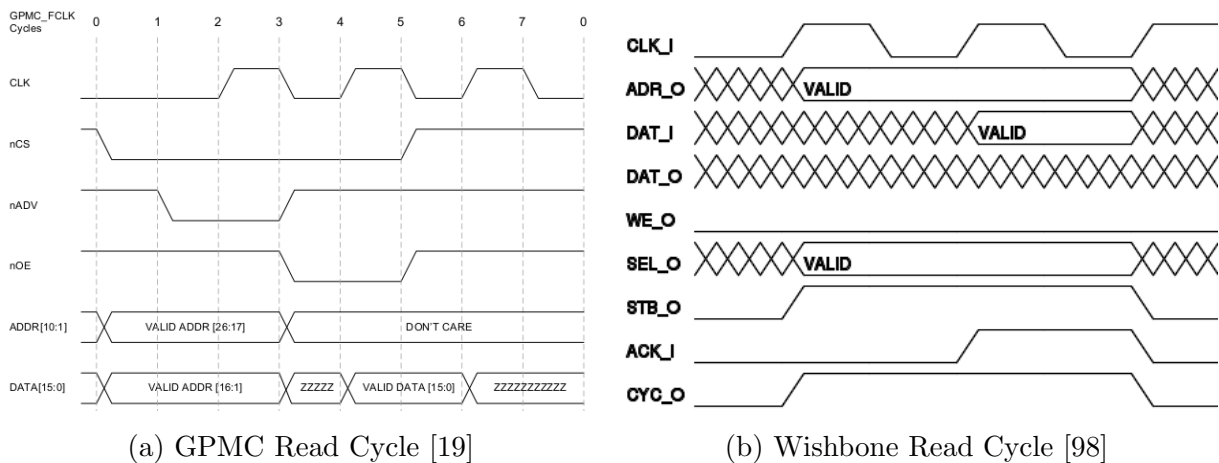 GPMC_FCLK 0 1 2 3 4 5 6 7 0
Cycles
CLK
nCS
nADV
nOE
ADDR[10:1] VALID ADDR [26:17] DON'T CARE
DATA[15:0] VALID ADDR [16:1] ZZZZZ VALID DATA [15:0] ZZZZZZZZZZZ
(a) GPMC Read Cycle [19]
CLK_I
ADR_O VALID
DAT_I VALID
DAT_O
WE_O
SEL_O VALID
STB_O
ACK_I
CYC_O
(b) Wishbone Read Cycle [98]